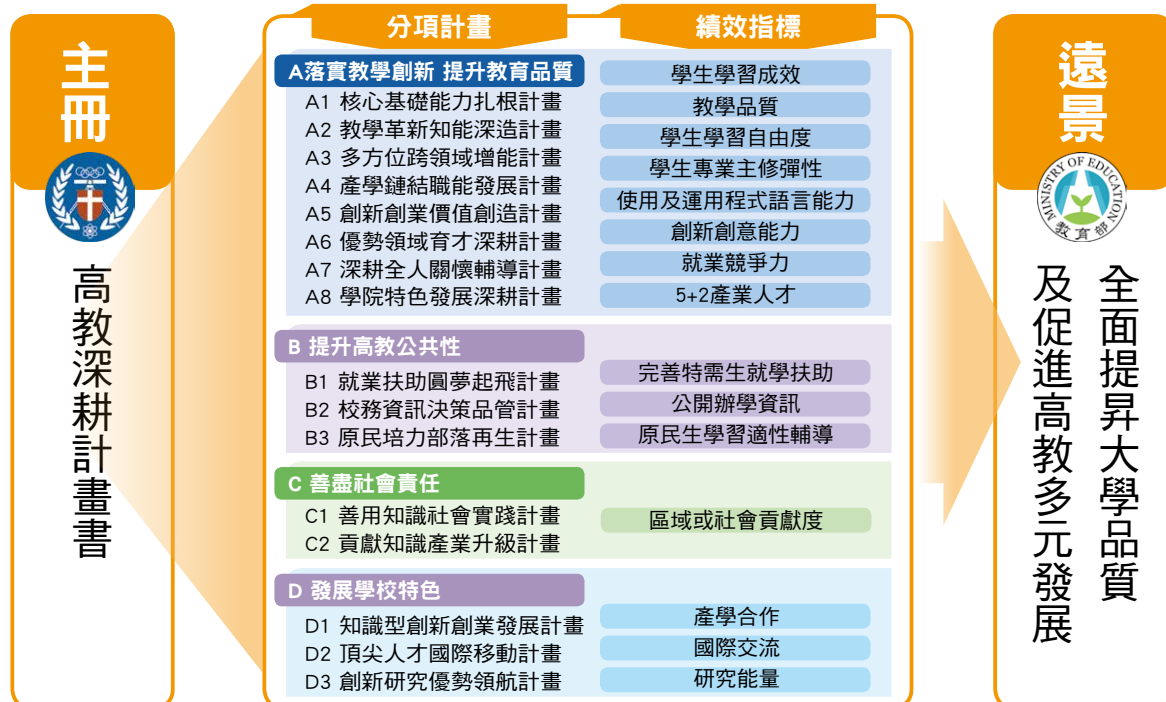 主冊
高教深耕計畫書
分項計畫
績效指標
A落實教學創新 提升教育品質
A1 核心基礎能力扎根計畫
A2 教學革新知能深造計畫
A3 多方位跨領域增能計畫
A4 產學鏈結職能發展計畫
A5 創新創業價值創造計畫
A6 優勢領域育才深耕計畫
A7 深耕全人關懷輔導計畫
A8 學院特色發展深耕計畫
學生學習成效
教學品質
學生學習自由度
學生專業主修彈性
使用及運用程式語言能力
創新創意能力
就業競爭力
5+2產業人才
B 提升高教公共性
B1 就業扶助圓夢起飛計畫
B2 校務資訊決策品管計畫
B3 原民培力部落再生計畫
完善特需生就學扶助
公開辦學資訊
原民生學習適性輔導
C 善盡社會責任
C1 善用知識社會實踐計畫
C2 貢獻知識產業升級計畫
區域或社會貢獻度
D 發展學校特色
D1 知識型創新創業發展計畫
D2 頂尖人才國際移動計畫
D3 創新研究優勢領航計畫
產學合作
國際交流
研究能量
遠景
MINISTRY OF EDUCATION
教育部
全面提昇大學品質
及促進高教多元發展